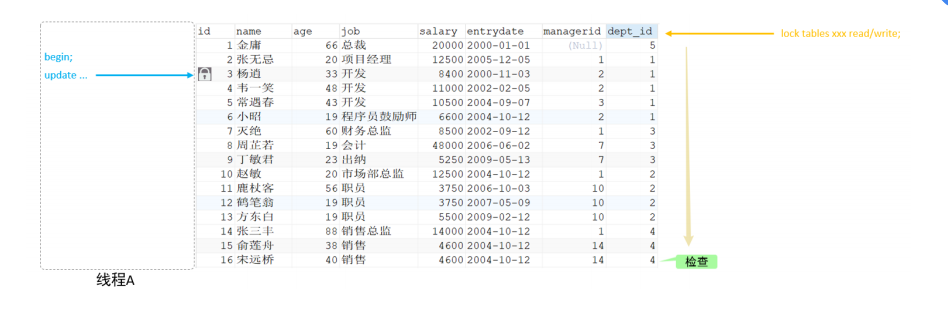 id name age job salary entrydate managerid dept_id
lock tables xxx read/write;
1 金庸 66 总裁 20000 2000-01-01 (Null) 5
2 张无忌 20 项目经理 12500 2005-12-05 1 1
begin;
update ...
3 杨逍 33 开发 8400 2000-11-03 2 1
4 韦一笑 48 开发 11000 2002-02-05 2 1
5 常遇春 43 开发 10500 2004-09-07 3 1
6 小昭 19 程序员鼓励师 6600 2004-10-12 2 1
7 灭绝 60 财务总监 8500 2002-09-12 1 3
8 周芷若 19 会计 48000 2006-06-02 7 3
9 丁敏君 23 出纳 5250 2009-05-13 7 3
10 赵敏 20 市场部总监 12500 2004-10-12 1 2
11 鹿杖客 56 职员 3750 2006-10-03 10 2
12 鹤笔翁 19 职员 3750 2007-05-09 10 2
13 方东白 19 职员 5500 2009-02-12 10 2
14 张三丰 88 销售总监 14000 2004-10-12 1 4
15 俞莲舟 38 销售 4600 2004-10-12 14 4
16 宋远桥 40 销售 4600 2004-10-12 14 4
检查
线程A